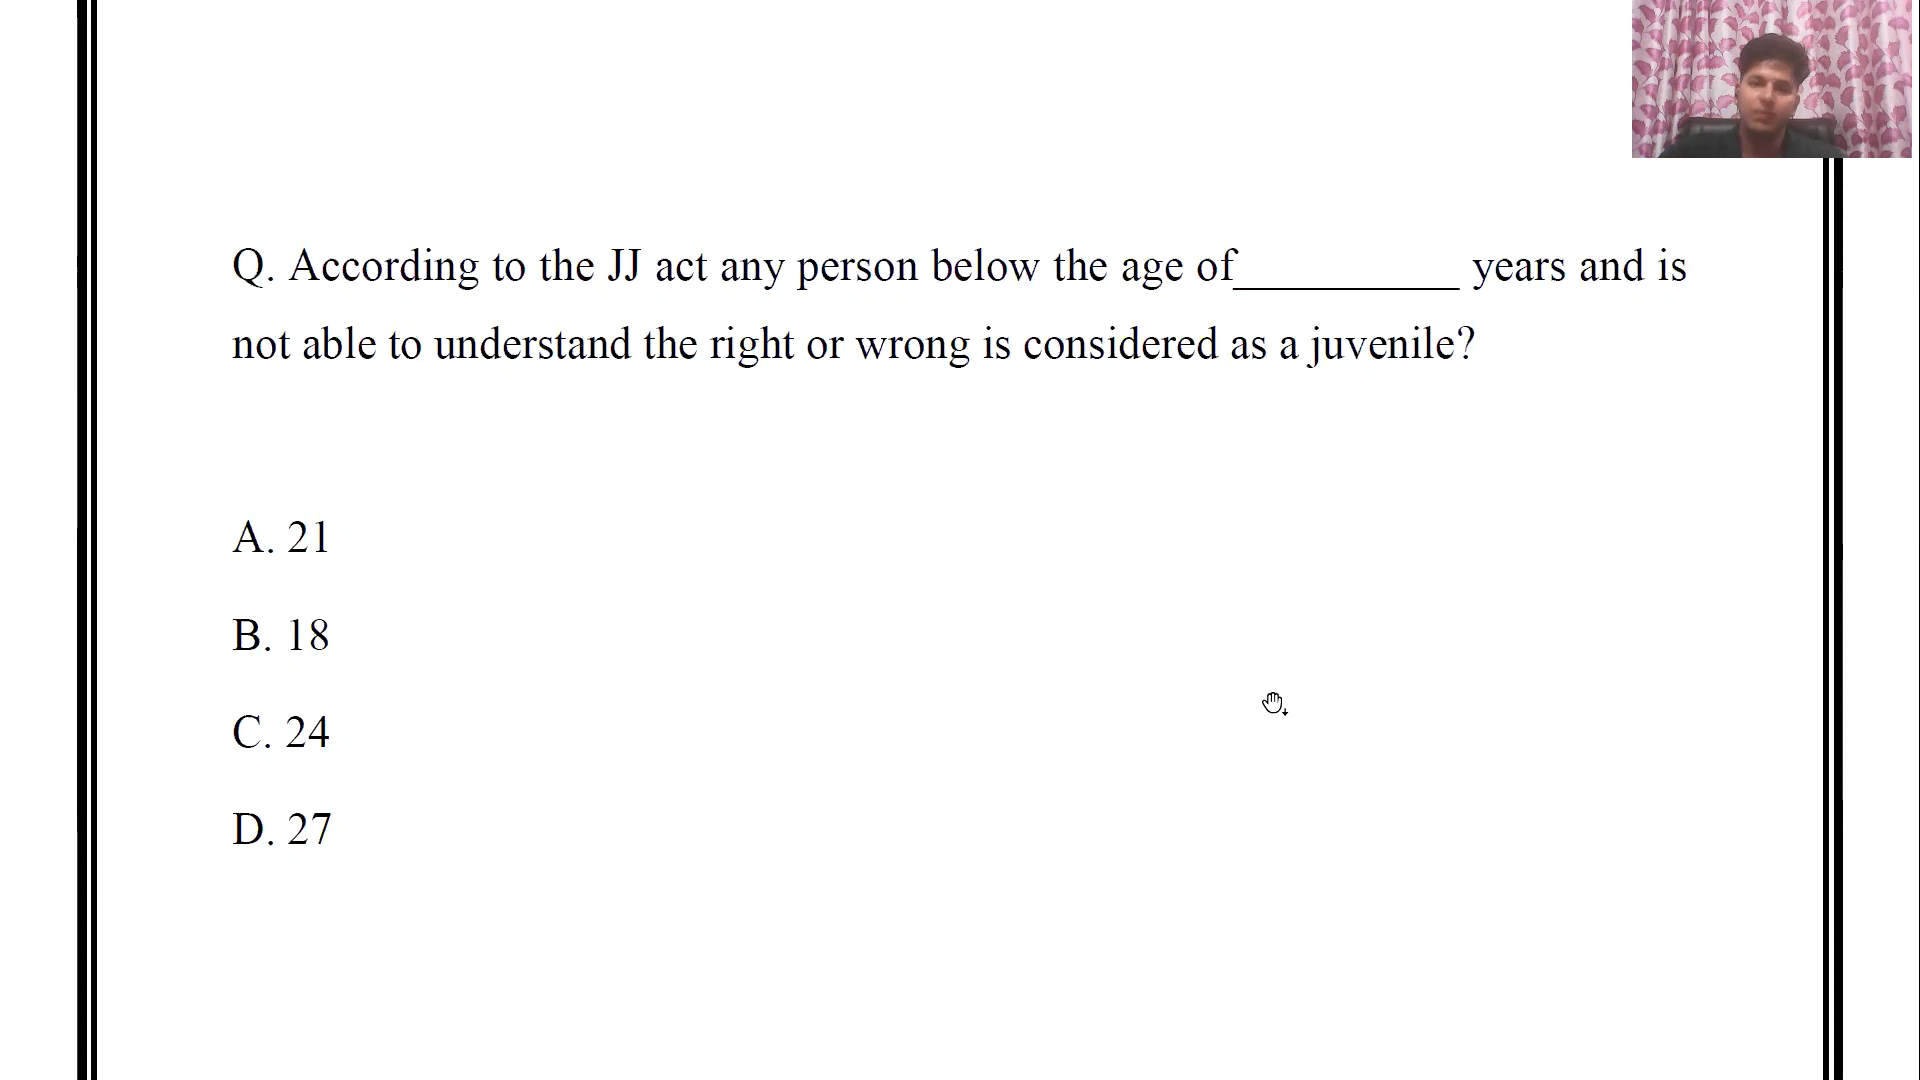 Q. According to the JJ act any person below the age of__________ years and is
not able to understand the right or wrong is considered as a juvenile?
A. 21
B. 18
C. 24
D. 27